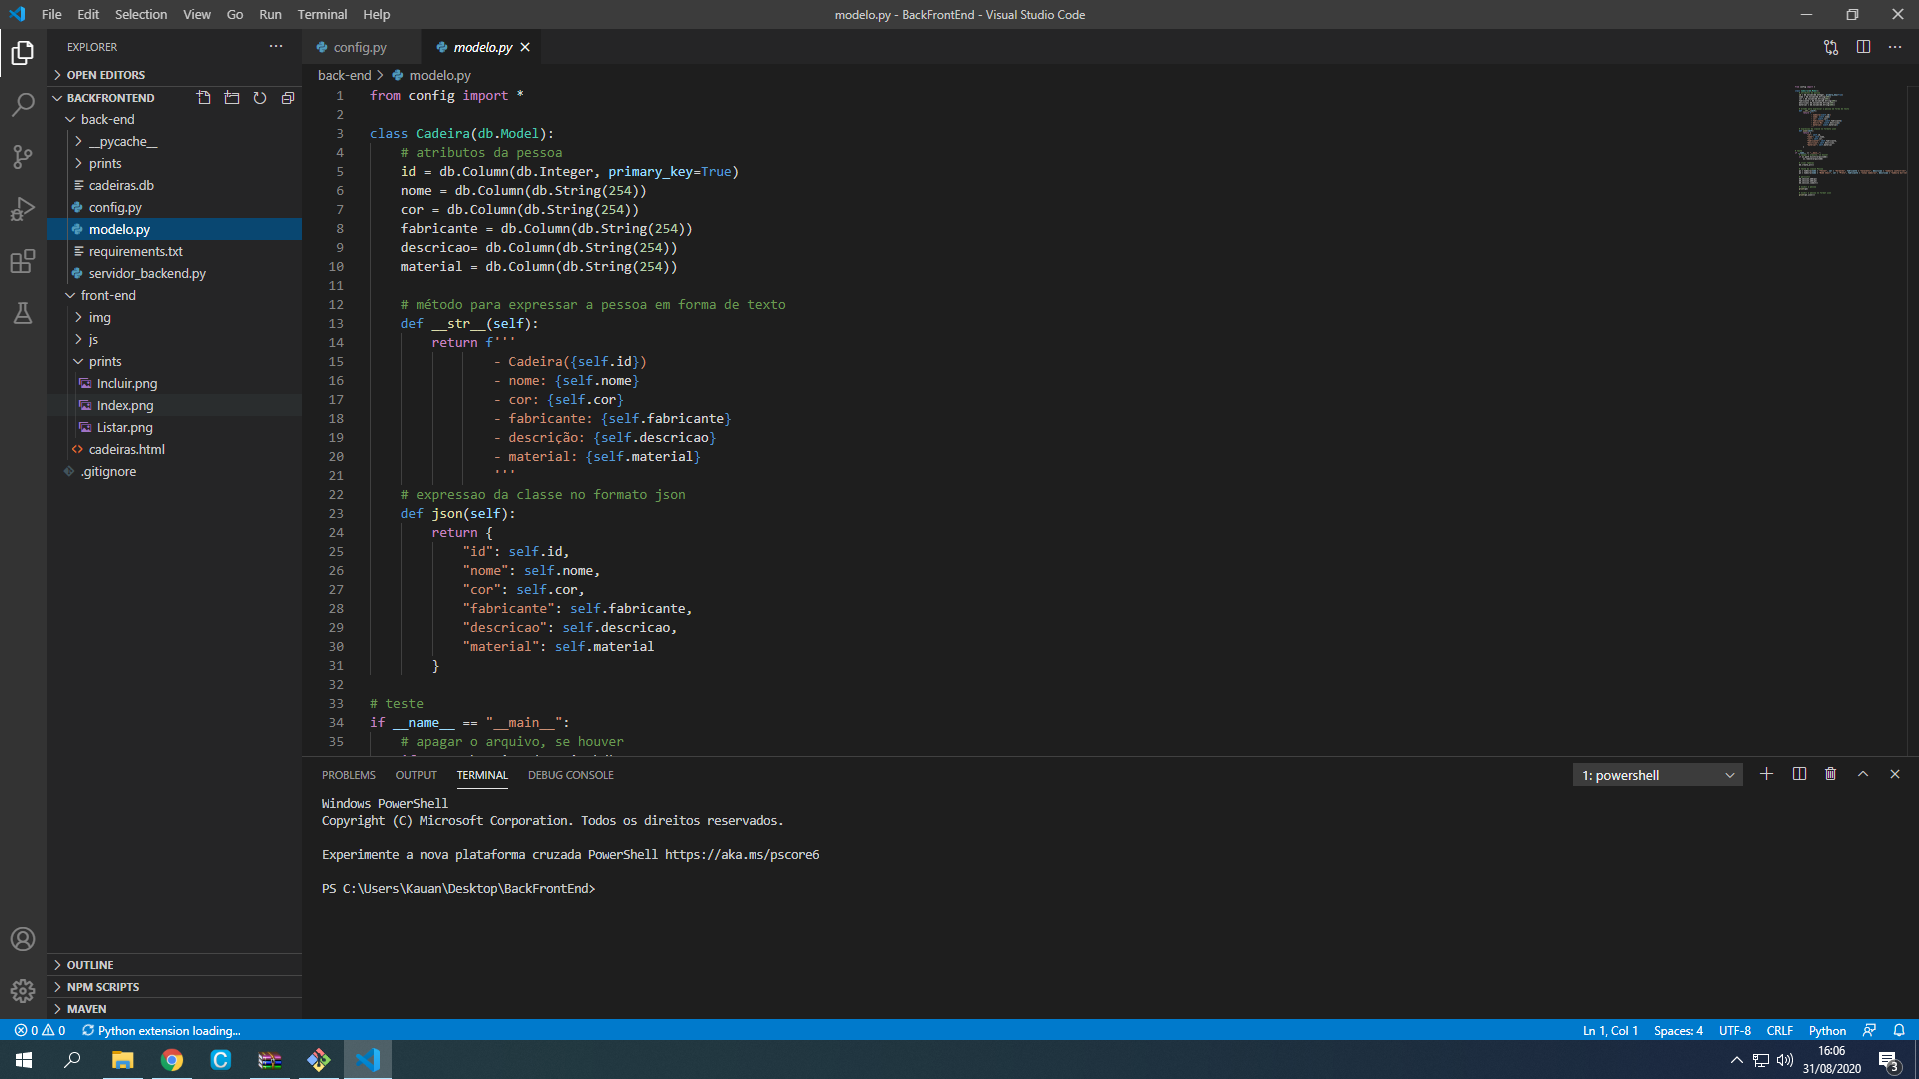 File Edit Selection View Go Run Terminal Help
modelo.py - BackFrontEnd - Visual Studio Code
EXPLORER
OPEN EDITORS
BACKFRONTEND
back-end
__pycache__
prints
cadeiras.db
config.py
modelo.py
requirements.txt
servidor_backend.py
front-end
img
js
prints
Incluir.png
Index.png
Listar.png
cadeiras.html
.gitignore
OUTLINE
NPM SCRIPTS
MAVEN
config.py modelo.py
back-end > modelo.py
1 from config import *
2
3 class Cadeira(db.Model):
4 # atributos da pessoa
5 id = db.Column(db.Integer, primary_key=True)
6 nome = db.Column(db.String(254))
7 cor = db.Column(db.String(254))
8 fabricante = db.Column(db.String(254))
9 descricao= db.Column(db.String(254))
10 material = db.Column(db.String(254))
11
12 # método para expressar a pessoa em forma de texto
13 def __str__(self):
14 return f'''
15 - Cadeira({self.id})
16 - nome: {self.nome}
17 - cor: {self.cor}
18 - fabricante: {self.fabricante}
19 - descrição: {self.descricao}
20 - material: {self.material}
21 '''
22 # expressao da classe no formato json
23 def json(self):
24 return {
25 "id": self.id,
26 "nome": self.nome,
27 "cor": self.cor,
28 "fabricante": self.fabricante,
29 "descricao": self.descricao,
30 "material": self.material
31 }
32
33 # teste
34 if __name__ == "__main__":
35 # apagar o arquivo, se houver
PROBLEMS OUTPUT TERMINAL DEBUG CONSOLE
1: powershell
Windows PowerShell
Copyright (C) Microsoft Corporation. Todos os direitos reservados.
Experimente a nova plataforma cruzada PowerShell https://aka.ms/pscore6
PS C:\Users\Kauan\Desktop\BackFrontEnd>
0 0 Python extension loading...
Ln 1, Col 1 Spaces: 4 UTF-8 CRLF Python
16:06
31/08/2020
3